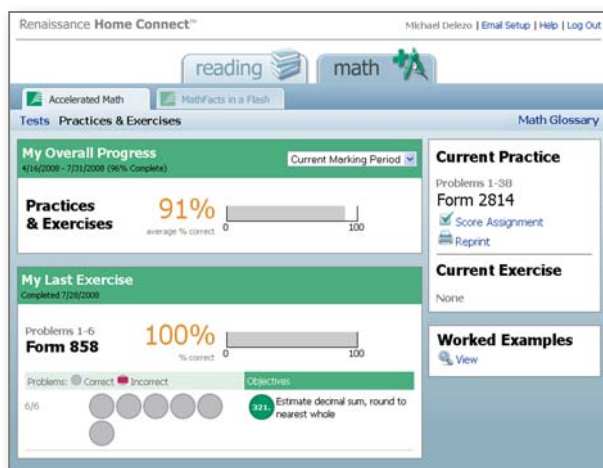 Renaissance Home Connect™
Michael Delezo | Email Setup | Help | Log Out
reading
math
Accelerated Math
MathFacts in a Flash
Tests Practices & Exercises
Math Glossary
My Overall Progress
4/16/2008 - 7/31/2008 (96% Complete)
Current Marking Period
Practices
& Exercises
91%
average % correct
0
100
My Last Exercise
Completed 7/28/2008
Problems 1-6
Form 858
100%
% correct
0
100
Problems: Correct Incorrect
Objectives
6/6
321.
Estimate decimal sum, round to
nearest whole
Current Practice
Problems 1-38
Form 2814
Score Assignment
Reprint
Current Exercise
None
Worked Examples
View